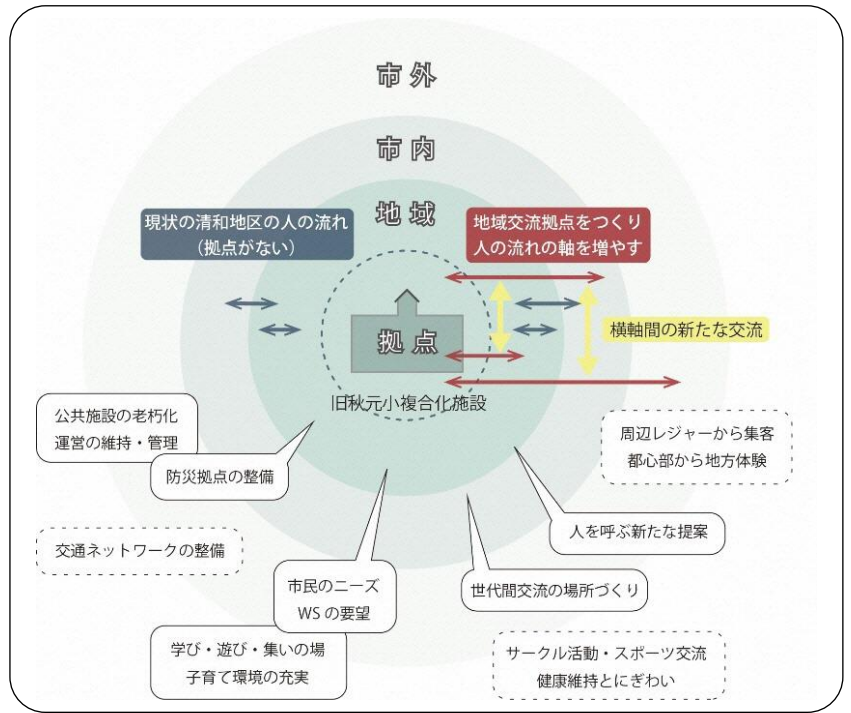 市外
市内
地域
現状の清和地区の人の流れ
（拠点がない）
地域交流拠点をつくり
人の流れの軸を増やす
拠点
横軸間の新たな交流
旧秋元小複合化施設
公共施設の老朽化
運営の維持・管理
防災拠点の整備
周辺レジャーから集客
都心部から地方体験
交通ネットワークの整備
人を呼ぶ新たな提案
市民のニーズ
WSの要望
世代間交流の場所づくり
学び・遊び・集いの場
子育て環境の充実
サークル活動・スポーツ交流
健康維持とにぎわい